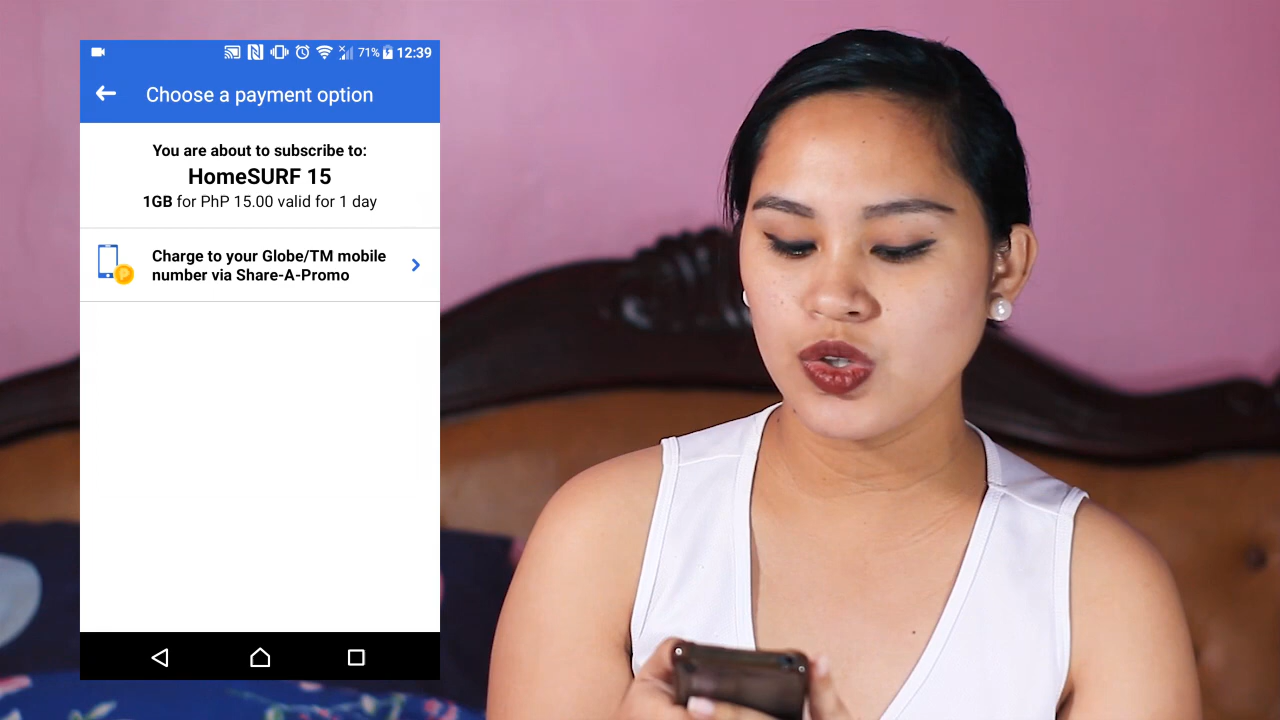 71% 12:39
Choose a payment option
You are about to subscribe to:
HomeSURF 15
1GB for PhP 15.00 valid for 1 day
Charge to your Globe/TM mobile
number via Share-A-Promo